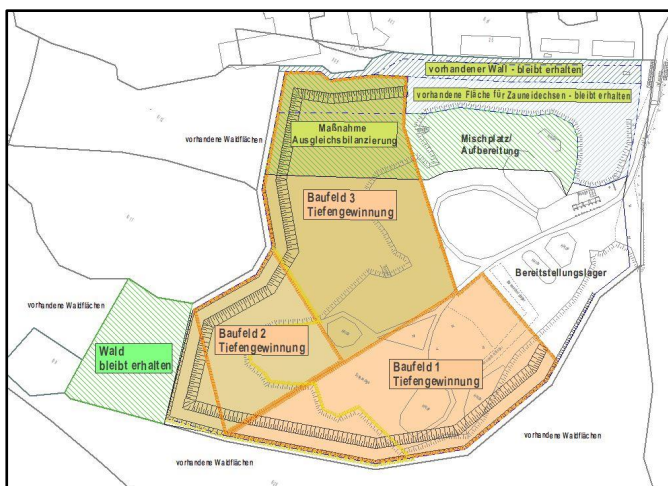 vorhandener Wall - bleibt erhalten
vorhandene Fläche für Zauneidechsen - bleibt erhalten
vorhandene Waldflächen
Maßnahme
Ausgleichsbilanzierung
Mischplatz/
Aufbereitung
Baufeld 3
Tiefengewinnung
Bereitstellungslager
vorhandene Waldflächen
Baufeld 2
Tiefengewinnung
Wald
bleibt erhalten
Baufeld 1
Tiefengewinnung
vorhandene Waldflächen
vorhandene Waldflächen